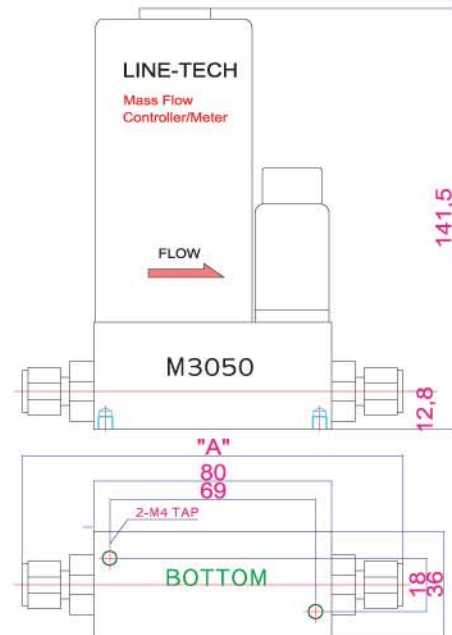 LINE-TECH
Mass Flow
Controller/Meter
141,5
FLOW
M3050
12,8
"A"
80
69
2-M4 TAP
BOTTOM
18
36